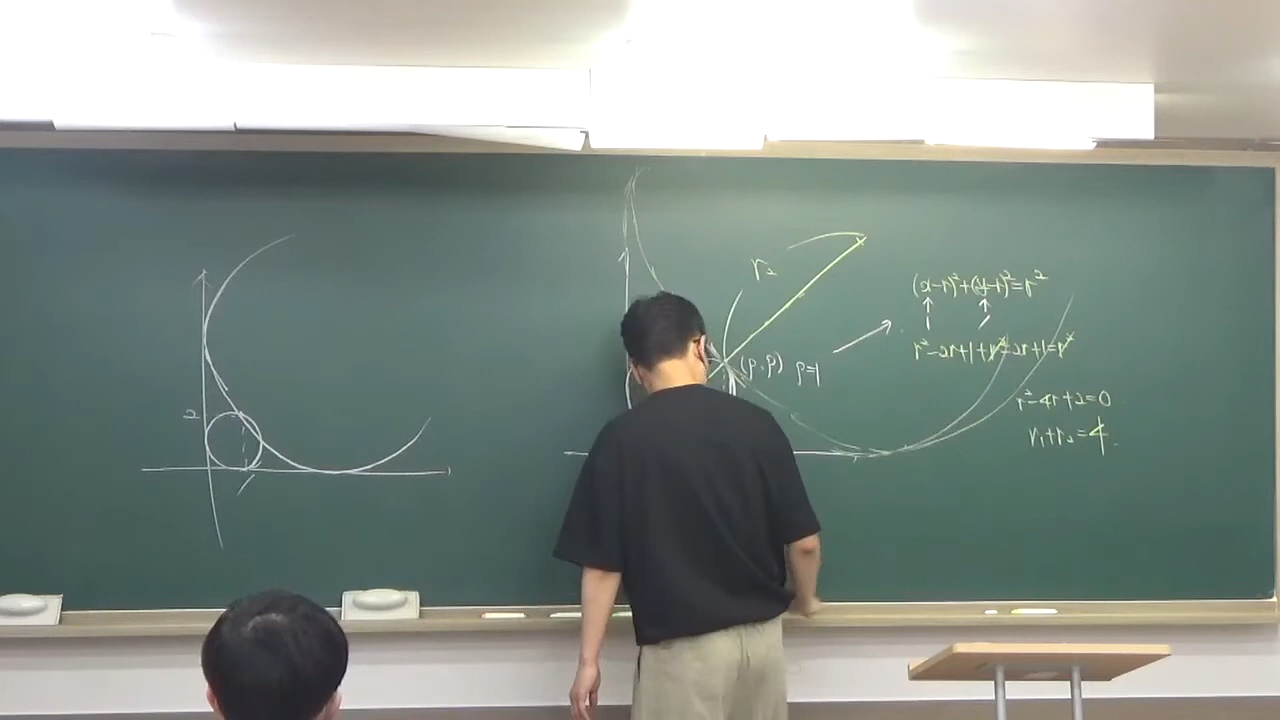 2
r₂
(p, p) p=1
(x-r)²+(y-r)²=r²
r²-2r+1+r²-2r+1=r²
r²-4r+2=0
r₁+r₂=4.